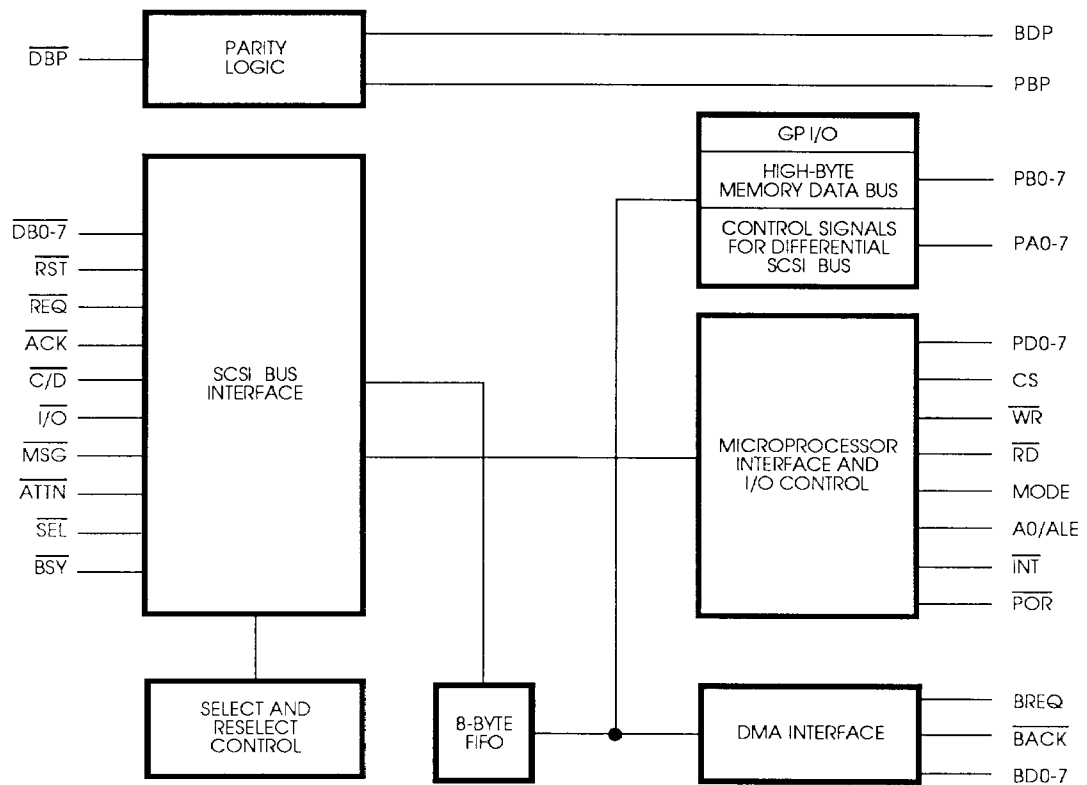 DBP
PARITY
LOGIC
BDP
PBP
GP I/O
HIGH-BYTE
MEMORY DATA BUS
CONTROL SIGNALS
FOR DIFFERENTIAL
SCSI BUS
PB0-7
PA0-7
DB0-7
RST
REQ
ACK
C/D
I/O
MSG
ATTN
SEL
BSY
SCSI BUS
INTERFACE
MICROPROCESSOR
INTERFACE AND
I/O CONTROL
PD0-7
CS
WR
RD
MODE
A0/ALE
INT
POR
SELECT AND
RESELECT
CONTROL
8-BYTE
FIFO
DMA INTERFACE
BREQ
BACK
BD0-7